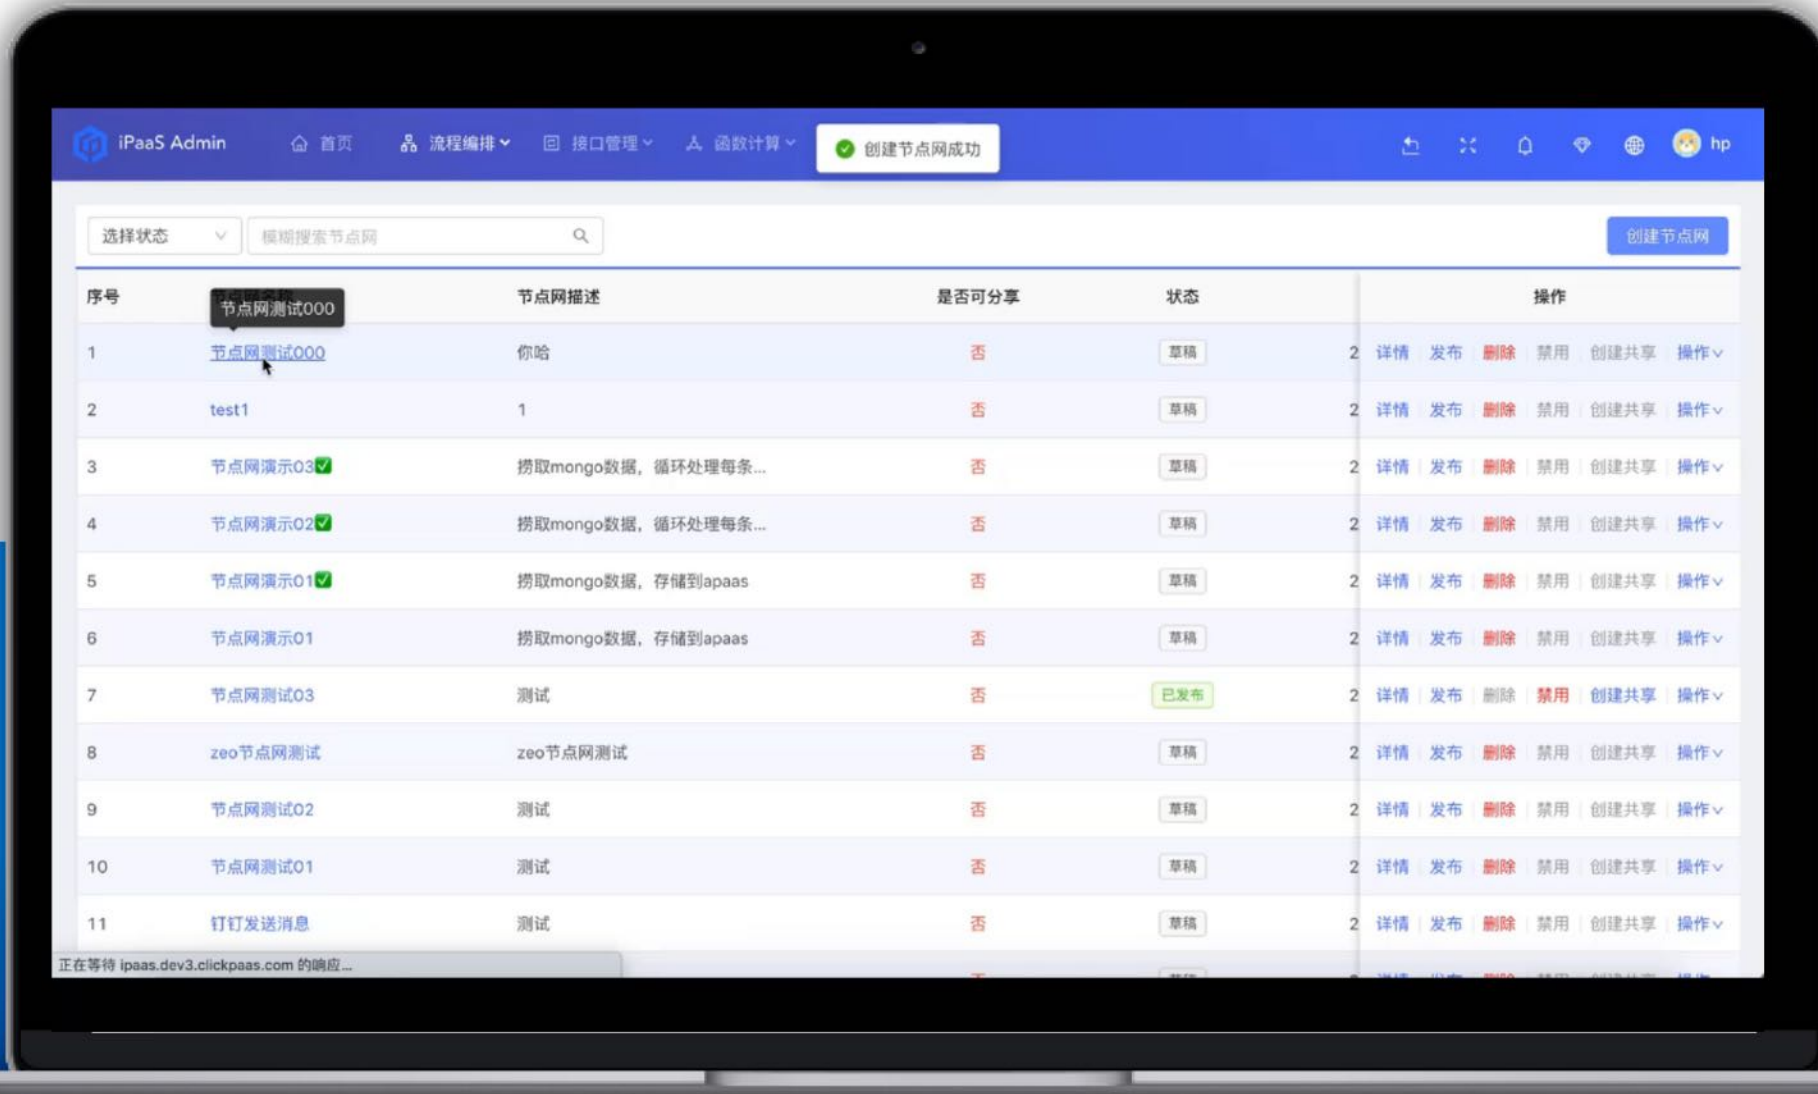 iPaaS Admin 首页 流程编排 接口管理 函数计算 创建节点网成功 hp
选择状态 模糊搜索节点网 创建节点网
序号 节点网描述 是否可分享 状态 操作
节点网测试000
1 节点网测试000 你哈 否 草稿 2 详情 发布 删除 禁用 创建共享 操作
2 test1 1 否 草稿 2 详情 发布 删除 禁用 创建共享 操作
3 节点网演示03✅ 捞取mongo数据，循环处理每条... 否 草稿 2 详情 发布 删除 禁用 创建共享 操作
4 节点网演示02✅ 捞取mongo数据，循环处理每条... 否 草稿 2 详情 发布 删除 禁用 创建共享 操作
5 节点网演示01✅ 捞取mongo数据，存储到apaas 否 草稿 2 详情 发布 删除 禁用 创建共享 操作
6 节点网演示01 捞取mongo数据，存储到apaas 否 草稿 2 详情 发布 删除 禁用 创建共享 操作
7 节点网测试03 测试 否 已发布 2 详情 发布 删除 禁用 创建共享 操作
8 zeo节点网测试 zeo节点网测试 否 草稿 2 详情 发布 删除 禁用 创建共享 操作
9 节点网测试02 测试 否 草稿 2 详情 发布 删除 禁用 创建共享 操作
10 节点网测试01 测试 否 草稿 2 详情 发布 删除 禁用 创建共享 操作
11 钉钉发送消息 测试 否 草稿 2 详情 发布 删除 禁用 创建共享 操作
正在等待 ipaas.dev3.clickpaas.com 的响应...